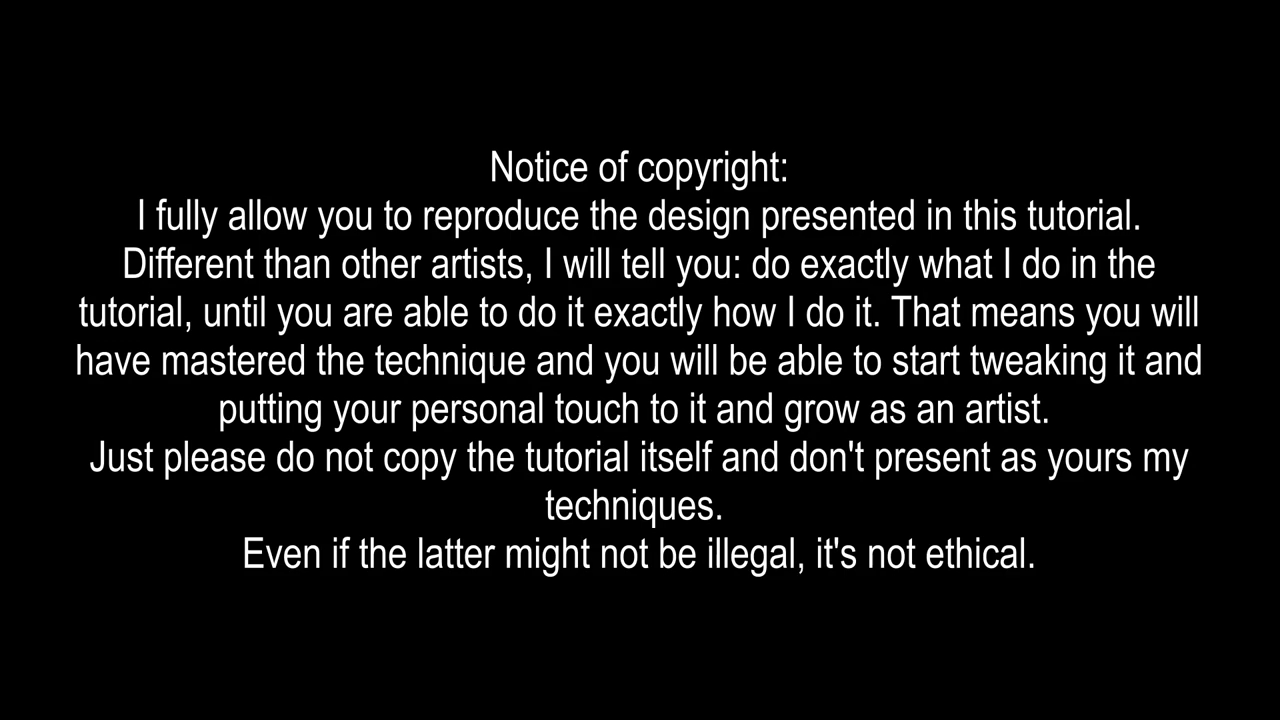 Notice of copyright:
I fully allow you to reproduce the design presented in this tutorial.
Different than other artists, I will tell you: do exactly what I do in the
tutorial, until you are able to do it exactly how I do it. That means you will
have mastered the technique and you will be able to start tweaking it and
putting your personal touch to it and grow as an artist.
Just please do not copy the tutorial itself and don't present as yours my
techniques.
Even if the latter might not be illegal, it's not ethical.